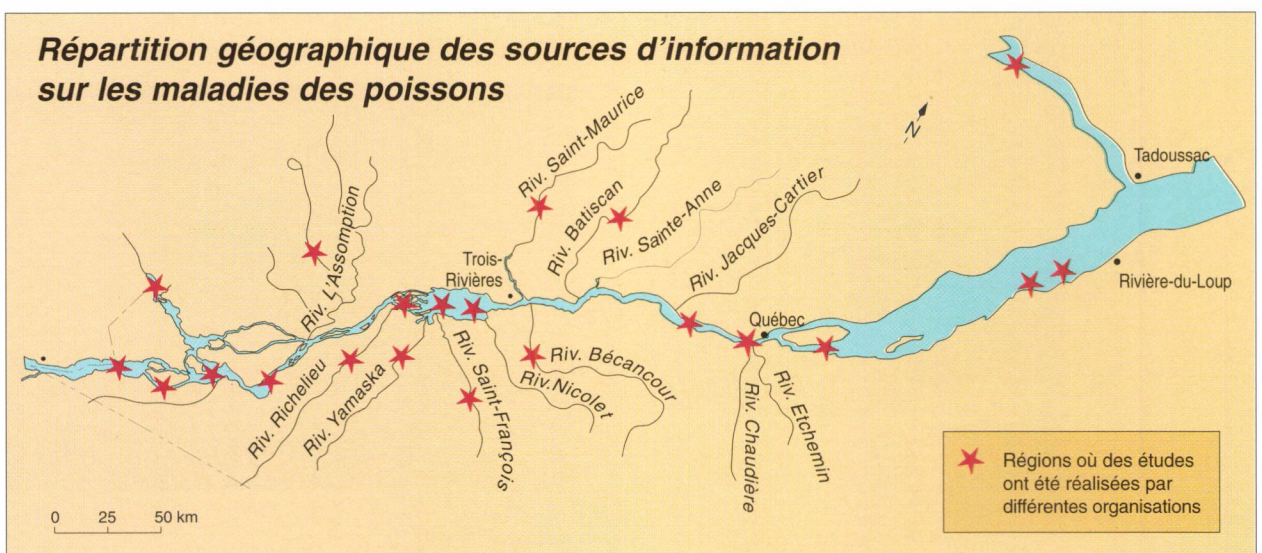 Répartition géographique des sources d'information
sur les maladies des poissons
Riv. Saint-Maurice
-N-
Tadoussac
Riv. Batiscan
Riv. Sainte-Anne
Riv. Jacques-Cartier
Riv. L'Assomption
Trois-
Rivières
Rivière-du-Loup
Québec
Riv. Richelieu
Riv. Yamaska
Riv. Saint-François
Riv. Nicolet
Riv. Bécancour
Riv. Chaudière
Riv. Etchemin
0 25 50 km
Régions où des études
ont été réalisées par
différentes organisations